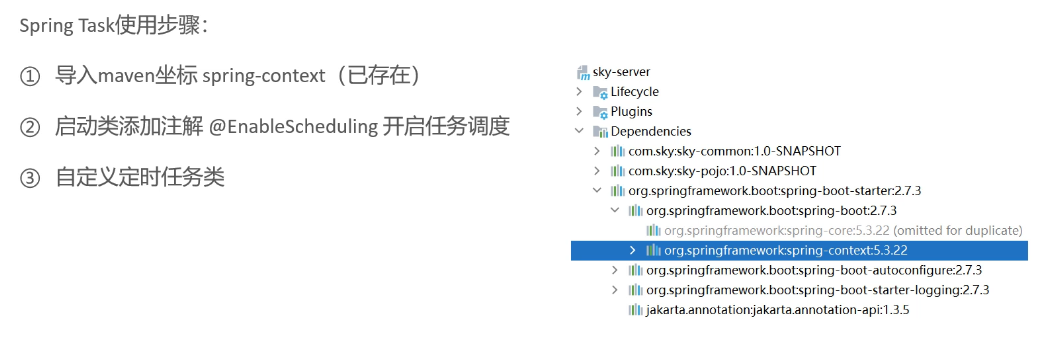 Spring Task使用步骤：
① 导入maven坐标 spring-context（已存在）
② 启动类添加注解 @EnableScheduling 开启任务调度
③ 自定义定时任务类
sky-server
Lifecycle
Plugins
Dependencies
com.sky:sky-common:1.0-SNAPSHOT
com.sky:sky-pojo:1.0-SNAPSHOT
org.springframework.boot:spring-boot-starter:2.7.3
org.springframework.boot:spring-boot:2.7.3
org.springframework:spring-core:5.3.22 (omitted for duplicate)
org.springframework:spring-context:5.3.22
org.springframework.boot:spring-boot-autoconfigure:2.7.3
org.springframework.boot:spring-boot-starter-logging:2.7.3
jakarta.annotation:jakarta.annotation-api:1.3.5